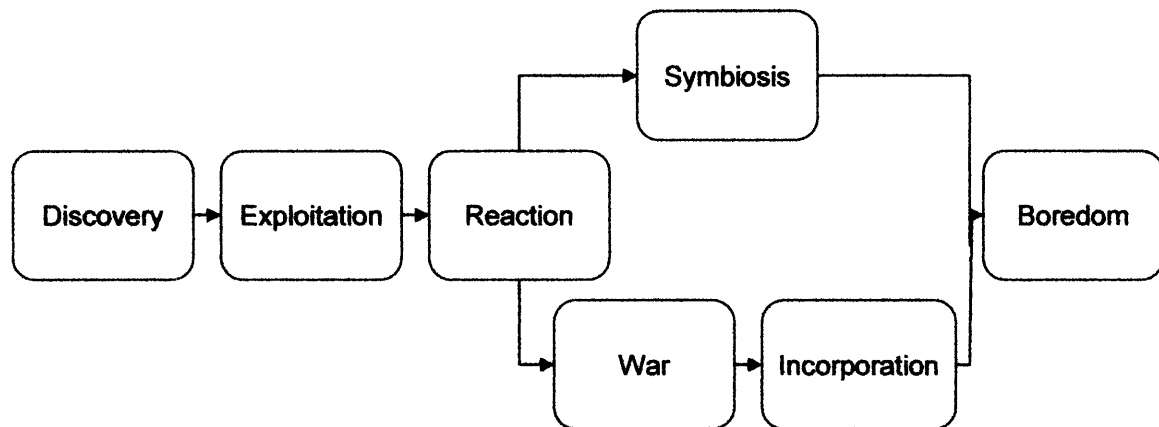 Symbiosis
Discovery
Exploitation
Reaction
Boredom
War
Incorporation